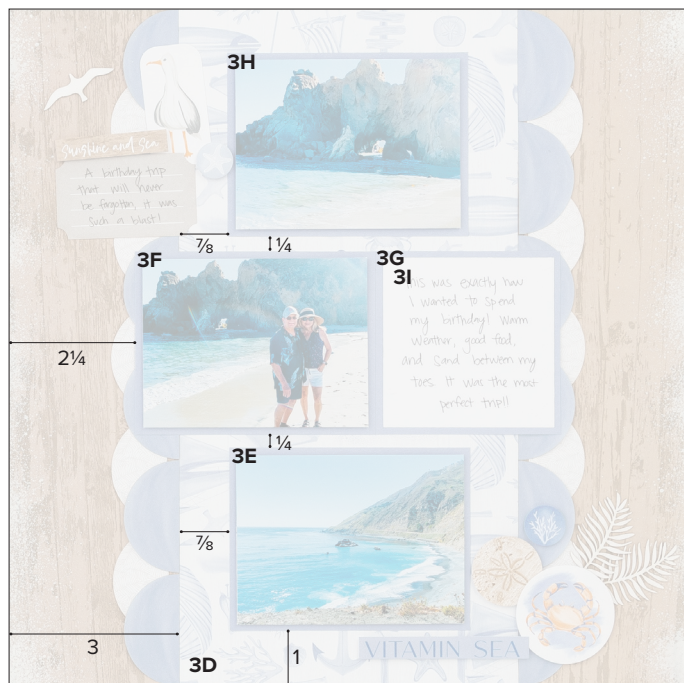 3H
sunshine and sea
A birthday trip
that will never
be forgotten, it was
such a blast!
⅞
¼
3F
3G
3I
This was exactly how
I wanted to spend
my birthday! Warm
weather, good food,
and sand between my
toes. It was the most
perfect trip!!
2¼
¼
3E
⅞
3
3D
1
VITAMIN SEA